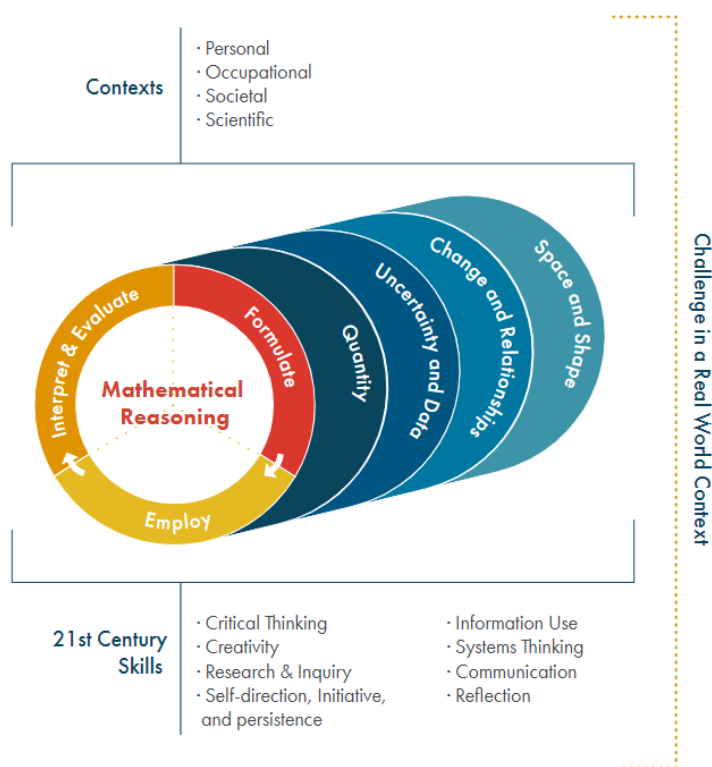 Contexts
· Personal
· Occupational
· Societal
· Scientific
Interpret & Evaluate
Formulate
Employ
Mathematical
Reasoning
Quantity
Uncertainty and Data
Change and Relationships
Space and Shape
Challenge in a Real World Context
21st Century
Skills
· Critical Thinking
· Creativity
· Research & Inquiry
· Self-direction, Initiative,
and persistence
· Information Use
· Systems Thinking
· Communication
· Reflection